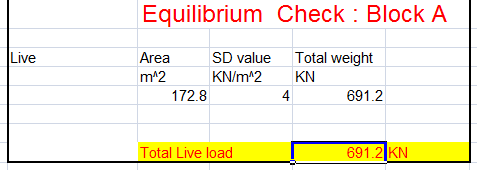 Equilibrium Check : Block A
Live Area SD value Total weight
m^2 KN/m^2 KN
172.8 4 691.2
Total Live load 691.2 KN